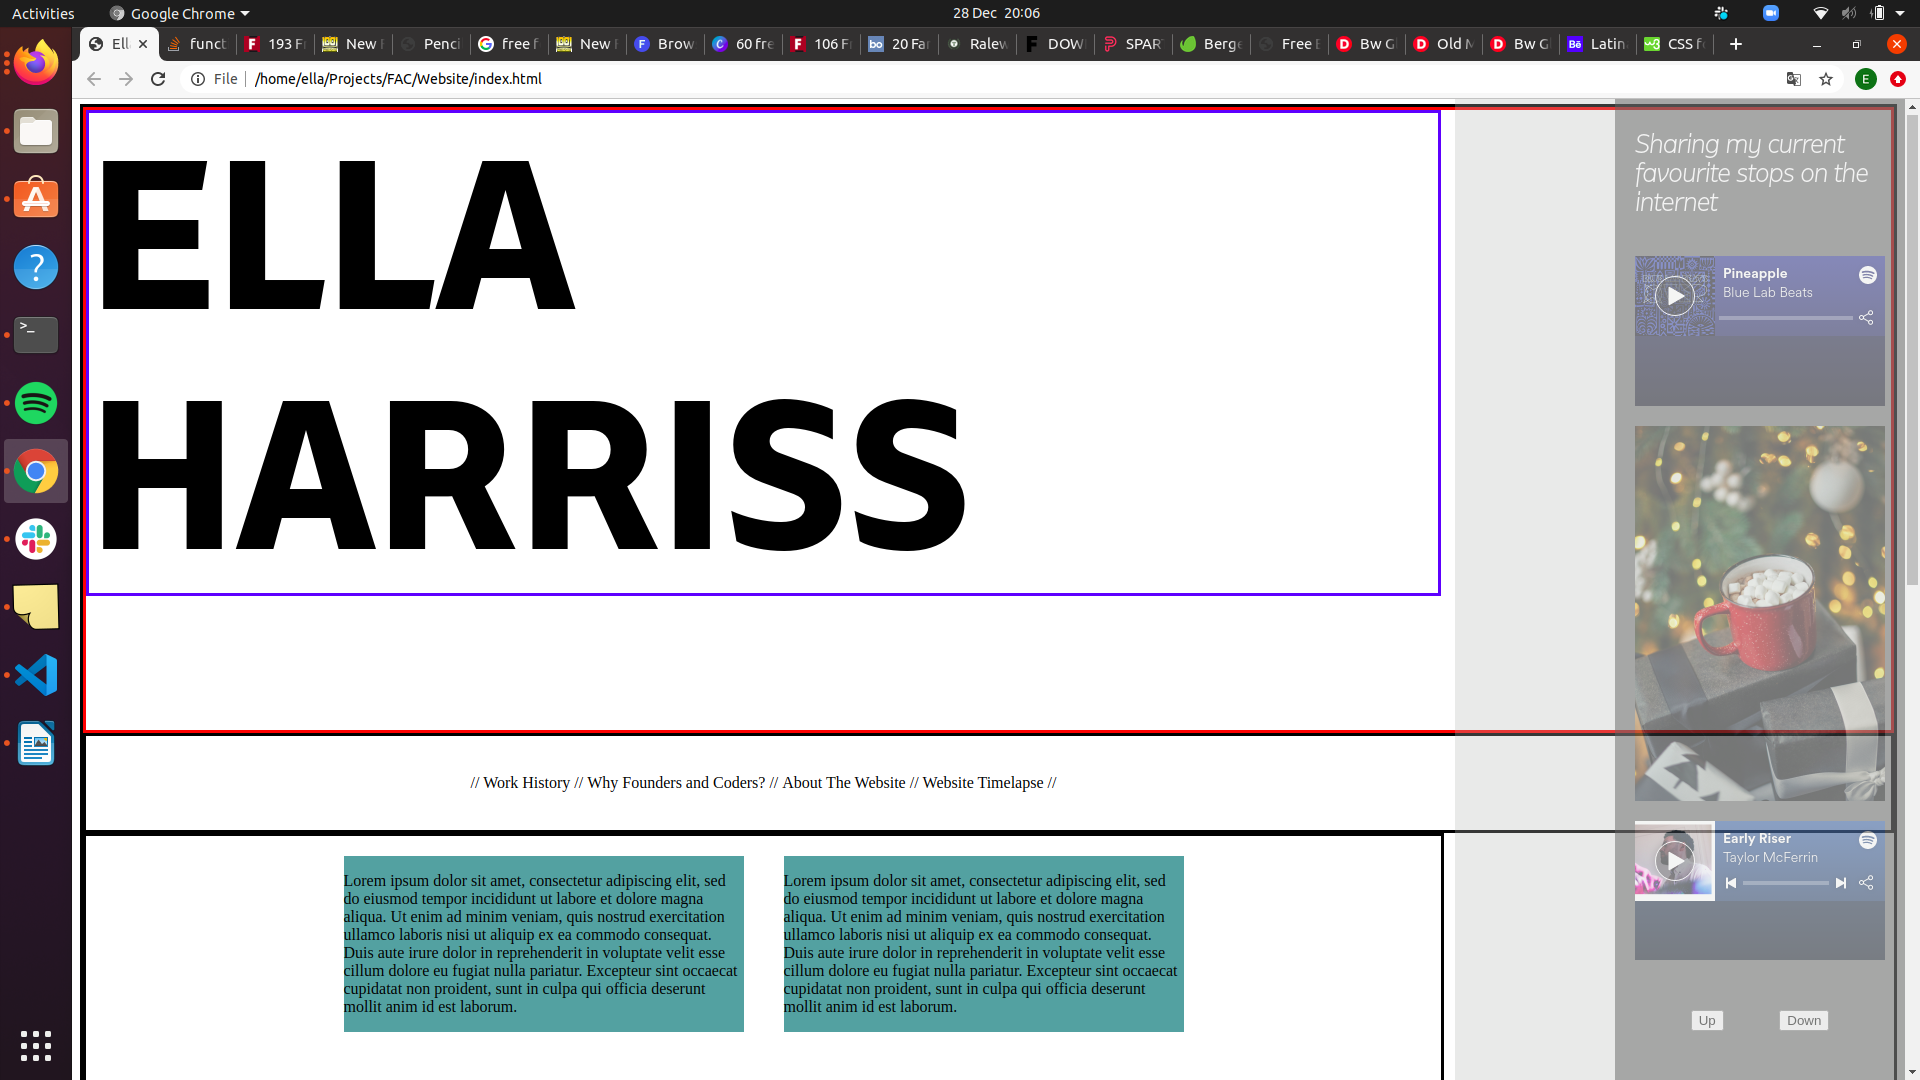 Activities
Google Chrome
28 Dec 20:06
Ell
funct
193 F
New
Penci
free f
New
Brow
60 fre
106 F
20 Fa
Ralew
DOW
SPAR
Berge
Free
Bw G
Old M
Bw G
Latin
CSS f
File
/home/ella/Projects/FAC/Website/index.html
E
ELLA
HARRISS
// Work History // Why Founders and Coders? // About The Website // Website Timelapse //
Lorem ipsum dolor sit amet, consectetur adipiscing elit, sed
do eiusmod tempor incididunt ut labore et dolore magna
aliqua. Ut enim ad minim veniam, quis nostrud exercitation
ullamco laboris nisi ut aliquip ex ea commodo consequat.
Duis aute irure dolor in reprehenderit in voluptate velit esse
cillum dolore eu fugiat nulla pariatur. Excepteur sint occaecat
cupidatat non proident, sunt in culpa qui officia deserunt
mollit anim id est laborum.
Lorem ipsum dolor sit amet, consectetur adipiscing elit, sed
do eiusmod tempor incididunt ut labore et dolore magna
aliqua. Ut enim ad minim veniam, quis nostrud exercitation
ullamco laboris nisi ut aliquip ex ea commodo consequat.
Duis aute irure dolor in reprehenderit in voluptate velit esse
cillum dolore eu fugiat nulla pariatur. Excepteur sint occaecat
cupidatat non proident, sunt in culpa qui officia deserunt
mollit anim id est laborum.
Sharing my current
favourite stops on the
internet
Pineapple
Blue Lab Beats
Early Riser
Taylor McFerrin
Up
Down